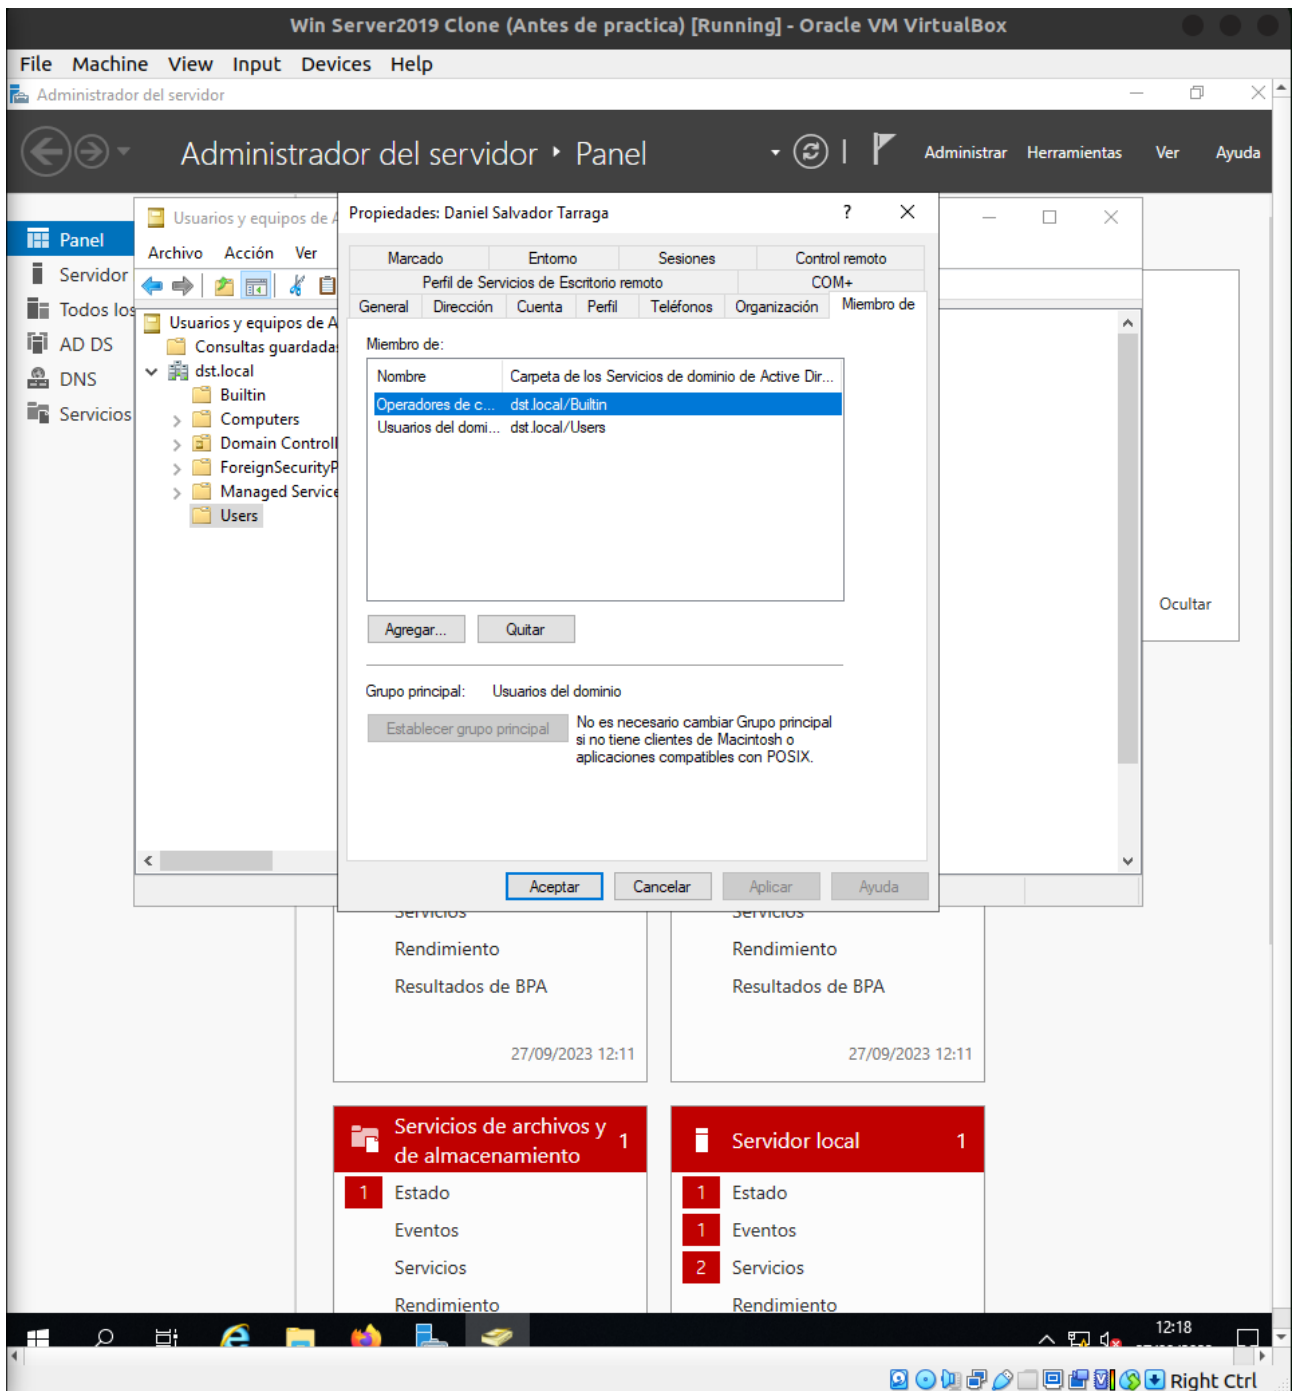 Win Server2019 Clone (Antes de practica) [Running] - Oracle VM VirtualBox
File Machine View Input Devices Help
Administrador del servidor
Administrador del servidor ‣ Panel
Administrar Herramientas Ver Ayuda
Panel
Servidor
Todos los
AD DS
DNS
Servicios
Usuarios y equipos de A
Archivo Acción Ver
Usuarios y equipos de A
Consultas guardadas
dst.local
Builtin
Computers
Domain Controll
ForeignSecurityP
Managed Service
Users
Propiedades: Daniel Salvador Tarraga ?
Marcado Entorno Sesiones Control remoto
Perfil de Servicios de Escritorio remoto COM+
General Dirección Cuenta Perfil Teléfonos Organización Miembro de
Miembro de:
Nombre Carpeta de los Servicios de dominio de Active Dir...
Operadores de c... dst.local/Builtin
Usuarios del domi... dst.local/Users
Agregar... Quitar
Grupo principal: Usuarios del dominio
Establecer grupo principal
No es necesario cambiar Grupo principal
si no tiene clientes de Macintosh o
aplicaciones compatibles con POSIX.
Aceptar Cancelar Aplicar Ayuda
Ocultar
Servicios
Rendimiento
Resultados de BPA
27/09/2023 12:11
Servicios
Rendimiento
Resultados de BPA
27/09/2023 12:11
Servicios de archivos y
de almacenamiento
1
1 Estado
Eventos
Servicios
Rendimiento
Servidor local 1
1 Estado
1 Eventos
2 Servicios
Rendimiento
12:18
Right Ctrl